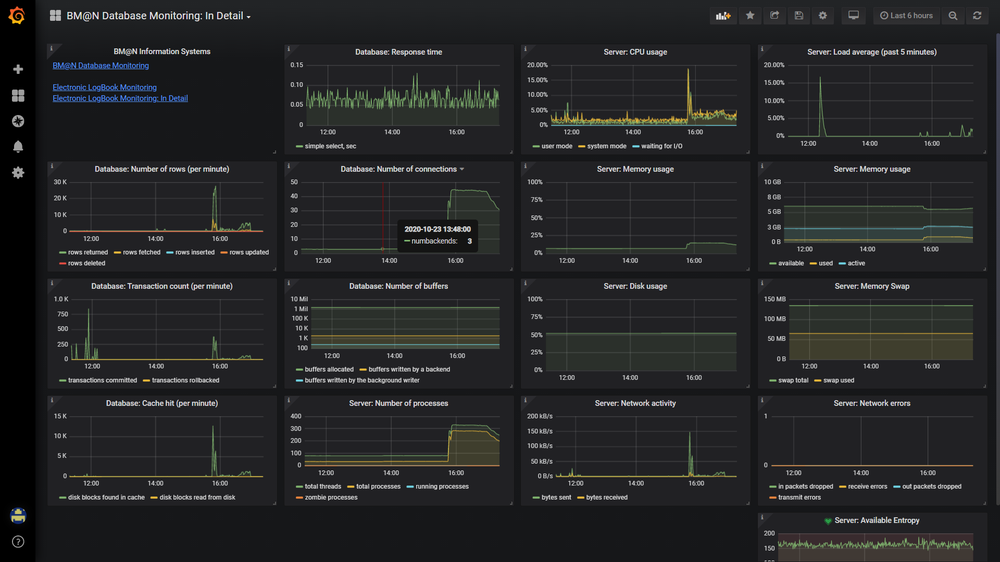 BM@N Database Monitoring: In Detail
Last 6 hours
BM@N Information Systems
BM@N Database Monitoring
Electronic LogBook Monitoring
Electronic LogBook Monitoring: In Detail
Database: Response time
0.15
0.10
0.05
0
12:00 14:00 16:00
simple select, sec
Server: CPU usage
20.00%
15.00%
10.00%
5.00%
0%
12:00 14:00 16:00
user mode system mode waiting for I/O
Server: Load average (past 5 minutes)
20.00%
15.00%
10.00%
5.00%
0%
12:00 14:00 16:00
Database: Number of rows (per minute)
30 K
20 K
10 K
0
12:00 14:00 16:00
rows returned rows fetched rows inserted rows updated
rows deleted
Database: Number of connections
50
40
30
20
10
0
12:00 14:00 16:00
2020-10-23 13:48:00
numbackends: 3
Server: Memory usage
100%
75%
50%
25%
0%
12:00 14:00 16:00
Server: Memory usage
10 GB
8 GB
5 GB
3 GB
0 B
12:00 14:00 16:00
available used active
Database: Transaction count (per minute)
1.0 K
750
500
250
0
12:00 14:00 16:00
transactions committed transactions rollbacked
Database: Number of buffers
10 Mil
1 Mil
100 K
10 K
1 K
100
12:00 14:00 16:00
buffers allocated buffers written by a backend
buffers written by the background writer
Server: Disk usage
100%
75%
50%
25%
0%
12:00 14:00 16:00
Server: Memory Swap
150 MB
100 MB
50 MB
0 B
12:00 14:00 16:00
swap total swap used
Database: Cache hit (per minute)
15 K
10 K
5 K
0
12:00 14:00 16:00
disk blocks found in cache disk blocks read from disk
Server: Number of processes
400
300
200
100
0
12:00 14:00 16:00
total threads total processes running processes
zombie processes
Server: Network activity
200 kB/s
150 kB/s
100 kB/s
50 kB/s
0 B/s
12:00 14:00 16:00
bytes sent bytes received
Server: Network errors
1
0
12:00 14:00 16:00
in packets dropped receive errors out packets dropped
transmit errors
Server: Available Entropy
200
150